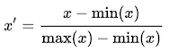 x′ = (x − min(x)) / (max(x) − min(x))